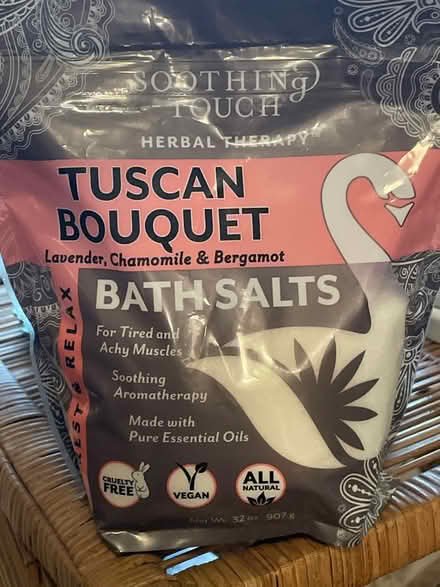 SOOTHING
TOUCH
HERBAL THERAPY™
TUSCAN
BOUQUET
Lavender, Chamomile & Bergamot
BATH SALTS
REST & RELAX
For Tired and
Achy Muscles
Soothing
Aromatherapy
Made with
Pure Essential Oils
CRUELTY
FREE
VEGAN
ALL
NATURAL
Net Wt. 32 oz. 907 g